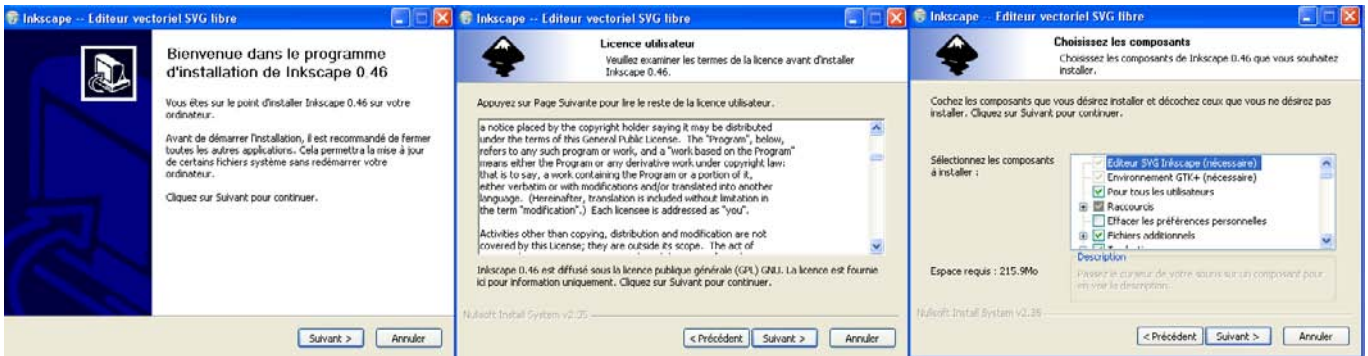 Inkscape -- Editeur vectoriel SVG libre
Bienvenue dans le programme
d'installation de Inkscape 0.46
Vous êtes sur le point d'installer Inkscape 0.46 sur votre
ordinateur.
Avant de démarrer l'installation, il est recommandé de fermer
toutes les autres applications. Cela permettra la mise à jour
de certains fichiers système sans redémarrer votre
ordinateur.
Cliquez sur Suivant pour continuer.
Suivant >
Annuler
Inkscape -- Editeur vectoriel SVG libre
Licence utilisateur
Veuillez examiner les termes de la licence avant d'installer
Inkscape 0.46.
Appuyez sur Page Suivante pour lire le reste de la licence utilisateur.
a notice placed by the copyright holder saying it may be distributed
under the terms of this General Public License. The "Program", below,
refers to any such program or work, and a "work based on the Program"
means either the Program or any derivative work under copyright law:
that is to say, a work containing the Program or a portion of it,
either verbatim or with modifications and/or translated into another
language. (Hereinafter, translation is included without limitation in
the term "modification".) Each licensee is addressed as "you".
Activities other than copying, distribution and modification are not
covered by this License; they are outside its scope. The act of
Inkscape 0.46 est diffusé sous la licence publique générale (GPL) GNU. La licence est fournie
ici pour information uniquement. Cliquez sur Suivant pour continuer.
Nullsoft Install System v2.35
< Précédent
Suivant >
Annuler
Inkscape -- Editeur vectoriel SVG libre
Choisissez les composants
Choisissez les composants de Inkscape 0.46 que vous souhaitez
installer.
Cochez les composants que vous désirez installer et décochez ceux que vous ne désirez pas
installer. Cliquez sur Suivant pour continuer.
Sélectionnez les composants
à installer :
Editeur SVG Inkscape (nécessaire)
Environnement GTK+ (nécessaire)
Pour tous les utilisateurs
Raccourcis
Effacer les préférences personnelles
Fichiers additionnels
Espace requis : 215.9Mo
Description
Passez le curseur de votre souris sur un composant pour
en voir la description.
Nullsoft Install System
< Précédent
Suivant >
Annuler